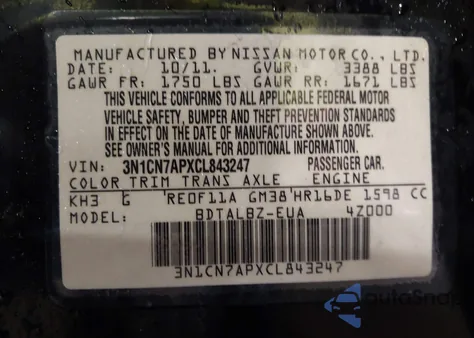 MANUFACTURED BY NISSAN MOTOR CO., LTD.
DATE: 10/11. GVWR: 3388 LBS
GAWR FR: 1750 LBS GAWR RR: 1671 LBS
THIS VEHICLE CONFORMS TO ALL APPLICABLE FEDERAL MOTOR
VEHICLE SAFETY, BUMPER AND THEFT PREVENTION STANDARDS
IN EFFECT ON THE DATE OF MANUFACTURE SHOWN ABOVE.
SEE OWNER'S MANUAL FOR ADDITIONAL INFORMATION.
VIN: 3N1CN7APXCL843247 PASSENGER CAR.
COLOR TRIM TRANS AXLE ENGINE
KH3 G 'RE0F11A GM38'HR16DE 1598 CC
MODEL: BDTALBZ-EUA 4Z000
3N1CN7APXCL843247
AutoSnap